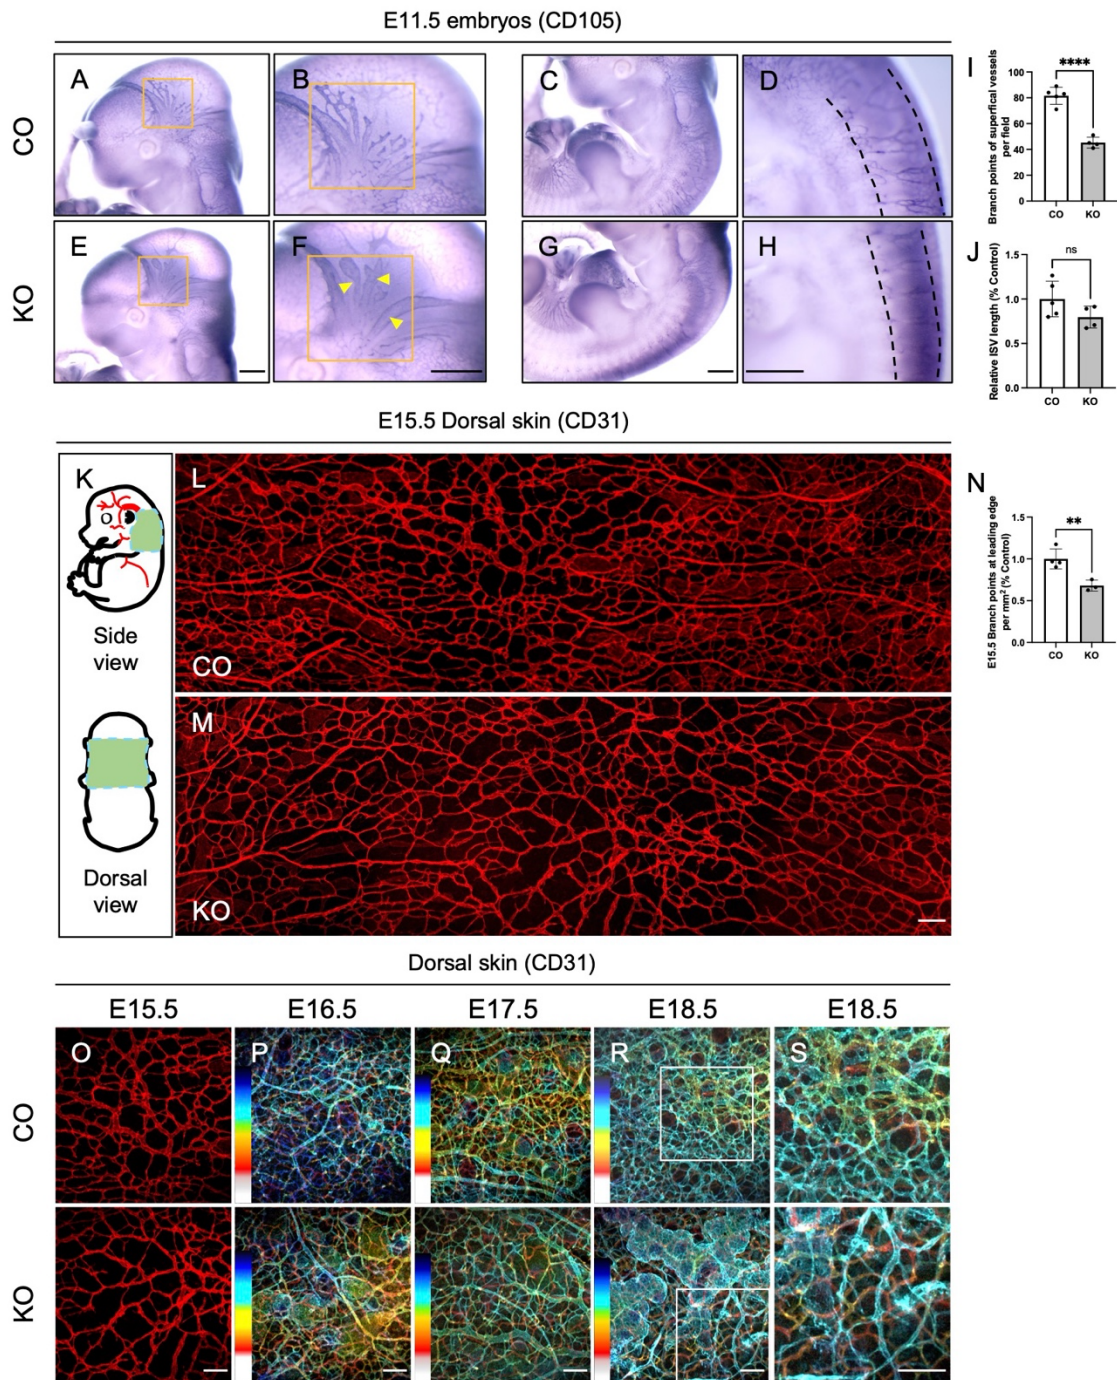 E11.5 embryos (CD105)
CO
A
B
C
D
KO
E
F
G
H
I
Branch points of superfical vessels
per field
100
80
60
40
20
0
****
CO KO
J
Relative ISV length (% Control)
1.5
1.0
0.5
0.0
ns
CO KO
E15.5 Dorsal skin (CD31)
K
Side
view
Dorsal
view
L
CO
M
KO
N
E15.5 Branch points at leading edge
per mm² (% Control)
1.5
1.0
0.5
0.0
**
CO KO
Dorsal skin (CD31)
E15.5 E16.5 E17.5 E18.5 E18.5
CO
O
P
Q
R
S
KO